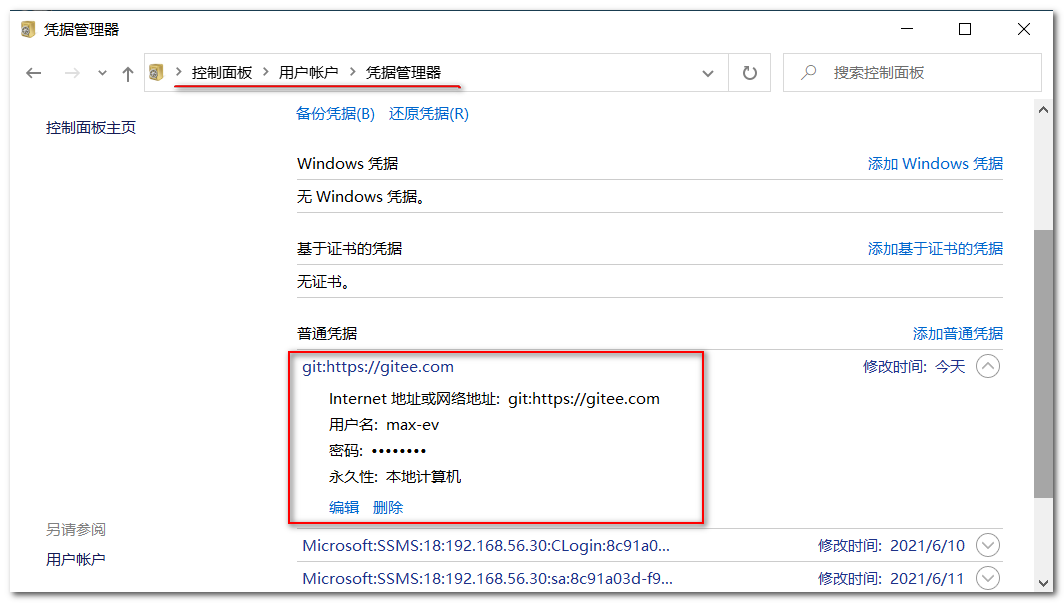 凭据管理器
控制面板 用户帐户 凭据管理器 搜索控制面板
控制面板主页
备份凭据(B) 还原凭据(R)
Windows 凭据 添加 Windows 凭据
无 Windows 凭据。
基于证书的凭据 添加基于证书的凭据
无证书。
普通凭据 添加普通凭据
git:https://gitee.com 修改时间: 今天
Internet 地址或网络地址: git:https://gitee.com
用户名: max-ev
密码: ••••••••
永久性: 本地计算机
编辑 删除
另请参阅
用户帐户
Microsoft:SSMS:18:192.168.56.30:CLogin:8c91a0... 修改时间: 2021/6/10
Microsoft:SSMS:18:192.168.56.30:sa:8c91a03d-f9... 修改时间: 2021/6/11